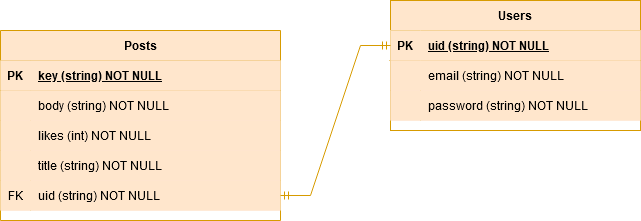 Posts
PK key (string) NOT NULL
body (string) NOT NULL
likes (int) NOT NULL
title (string) NOT NULL
FK uid (string) NOT NULL
Users
PK uid (string) NOT NULL
email (string) NOT NULL
password (string) NOT NULL